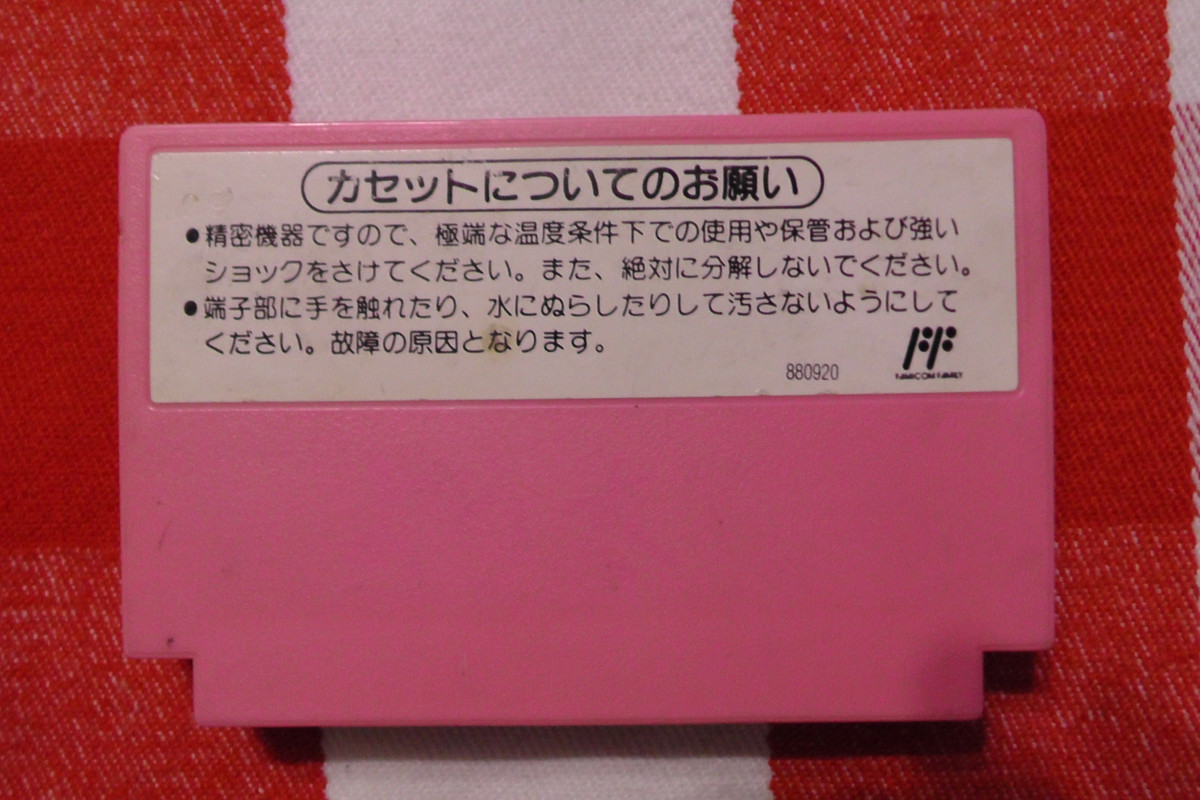 カセットについてのお願い
●精密機器ですので、極端な温度条件下での使用や保管および強い
ショックをさけてください。また、絶対に分解しないでください。
●端子部に手を触れたり、水にぬらしたりして汚さないようにして
ください。故障の原因となります。
880920
FAMICOM FAMILY